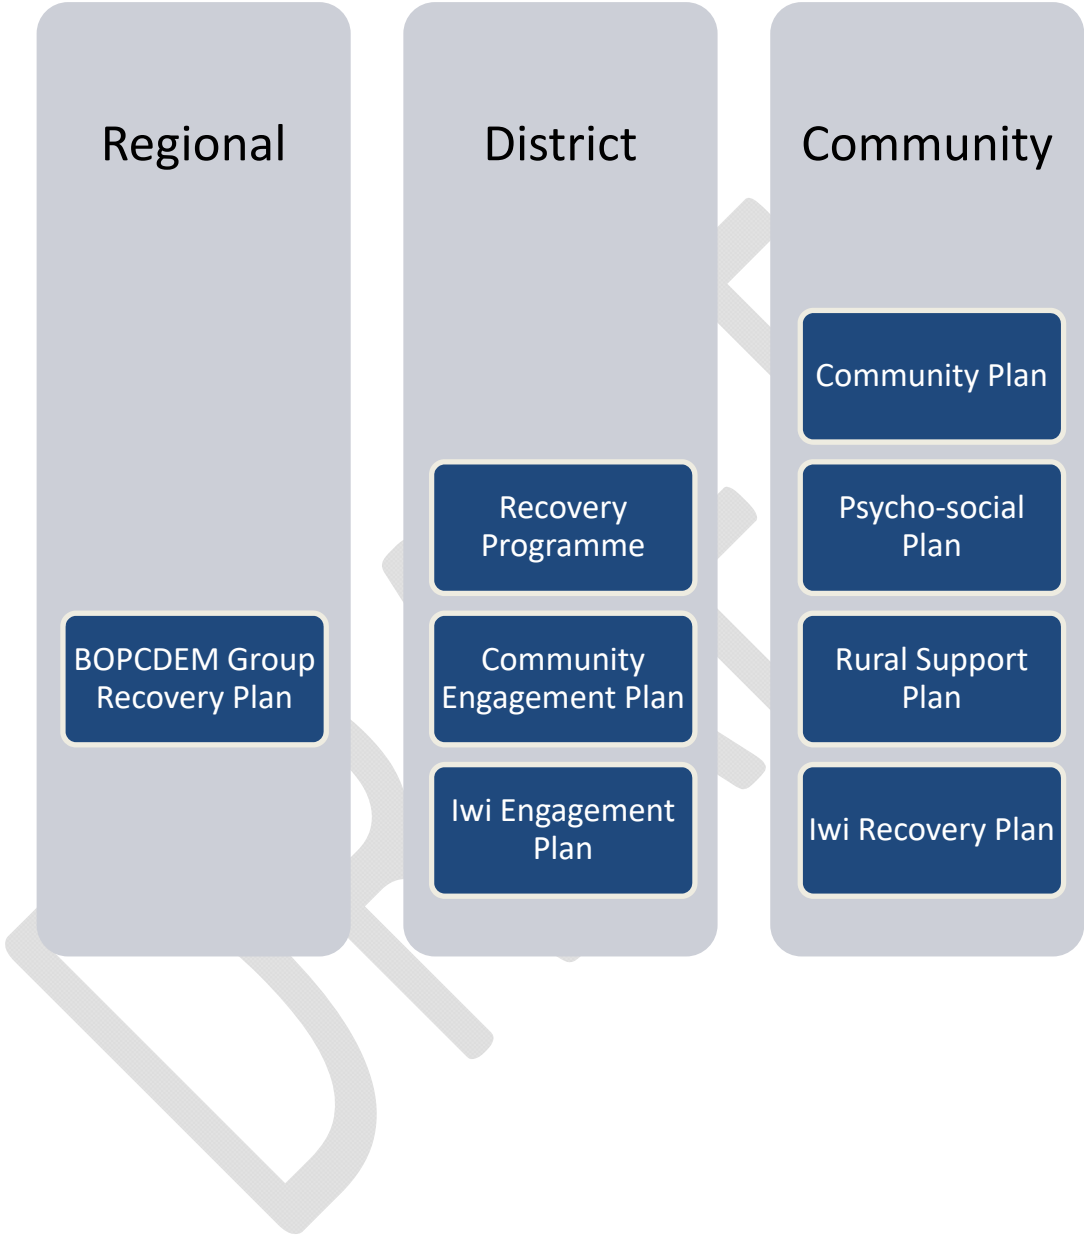 Regional
BOPCDEM Group
Recovery Plan
District
Recovery
Programme
Community
Engagement Plan
Iwi Engagement
Plan
Community
Community Plan
Psycho-social
Plan
Rural Support
Plan
Iwi Recovery Plan
DRAFT